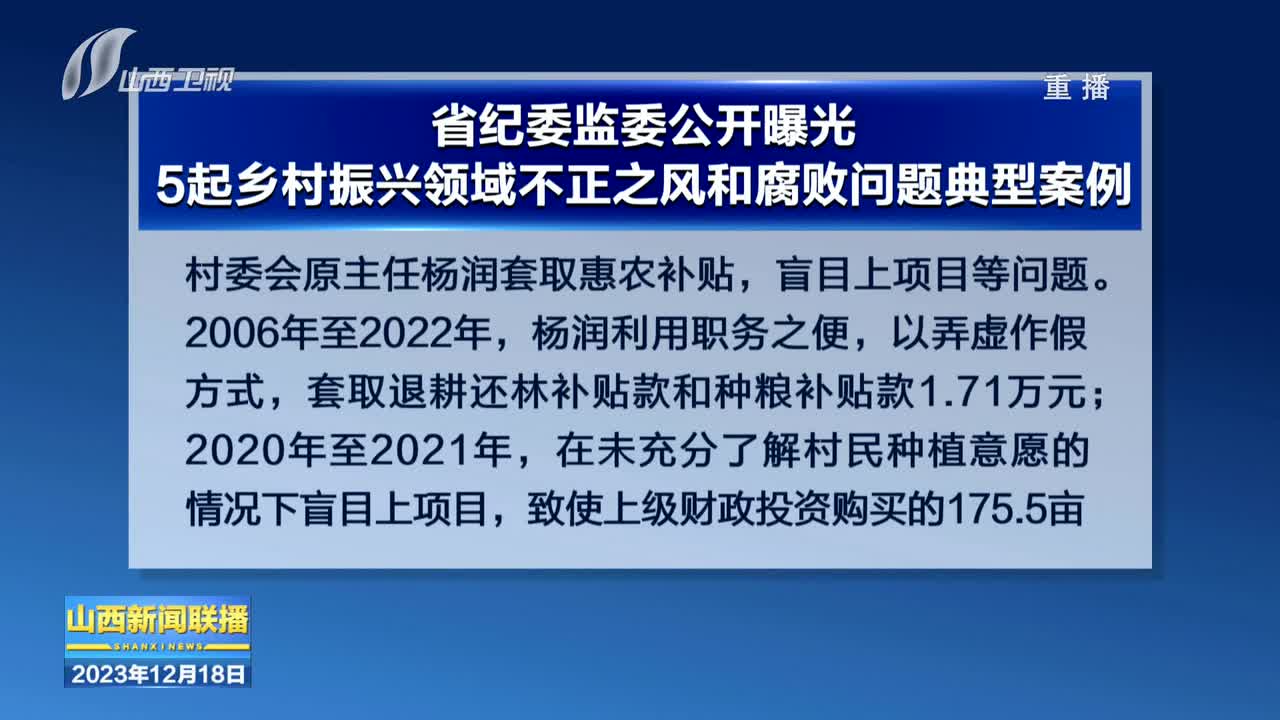 山西卫视
重播
省纪委监委公开曝光
5起乡村振兴领域不正之风和腐败问题典型案例
村委会原主任杨润套取惠农补贴，盲目上项目等问题。
2006年至2022年，杨润利用职务之便，以弄虚作假
方式，套取退耕还林补贴款和种粮补贴款1.71万元；
2020年至2021年，在未充分了解村民种植意愿的
情况下盲目上项目，致使上级财政投资购买的175.5亩
山西新闻联播
SHANXI NEWS
2023年12月18日